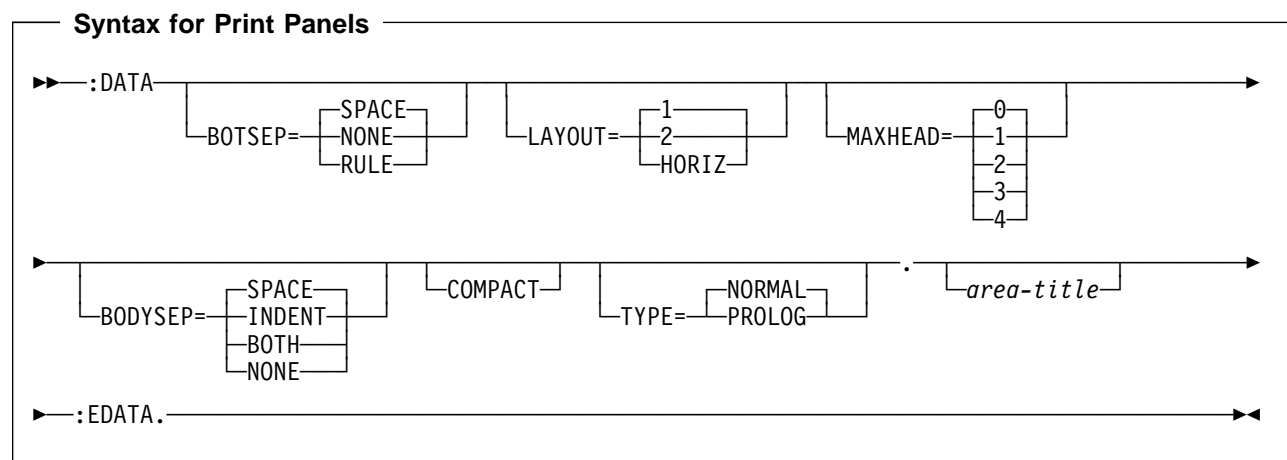 Syntax for Print Panels
:DATA
SPACE 1 0
BOTSEP= NONE LAYOUT= 2 MAXHEAD= 1
RULE HORIZ 2
3
4
.
SPACE COMPACT NORMAL area-title
BODYSEP= INDENT TYPE= PROLOG
BOTH
NONE
:EDATA.